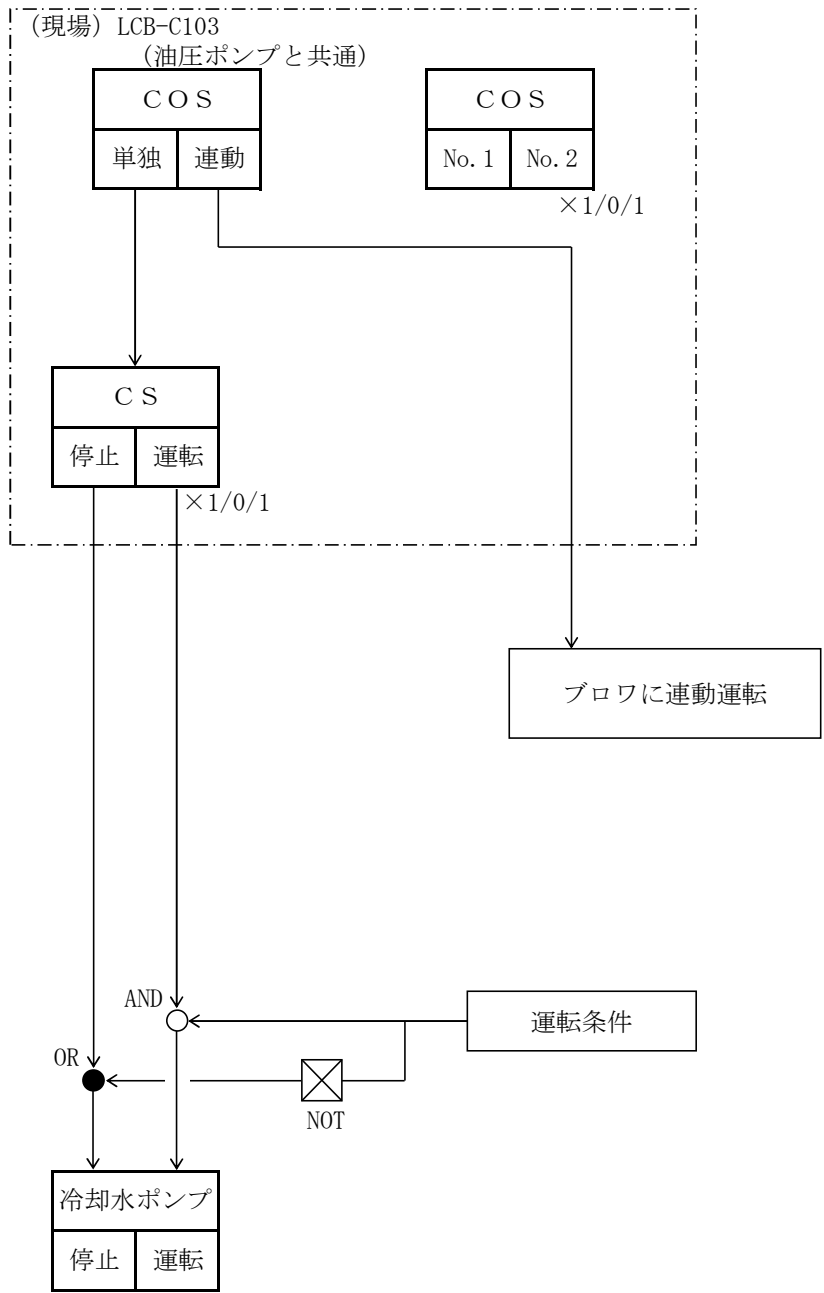 （現場）LCB-C103
（油圧ポンプと共通）
ＣＯＳ
単独 連動
ＣＯＳ
No.1 No.2
×1/0/1
ＣＳ
停止 運転
×1/0/1
ブロワに連動運転
AND
運転条件
OR
NOT
冷却水ポンプ
停止 運転